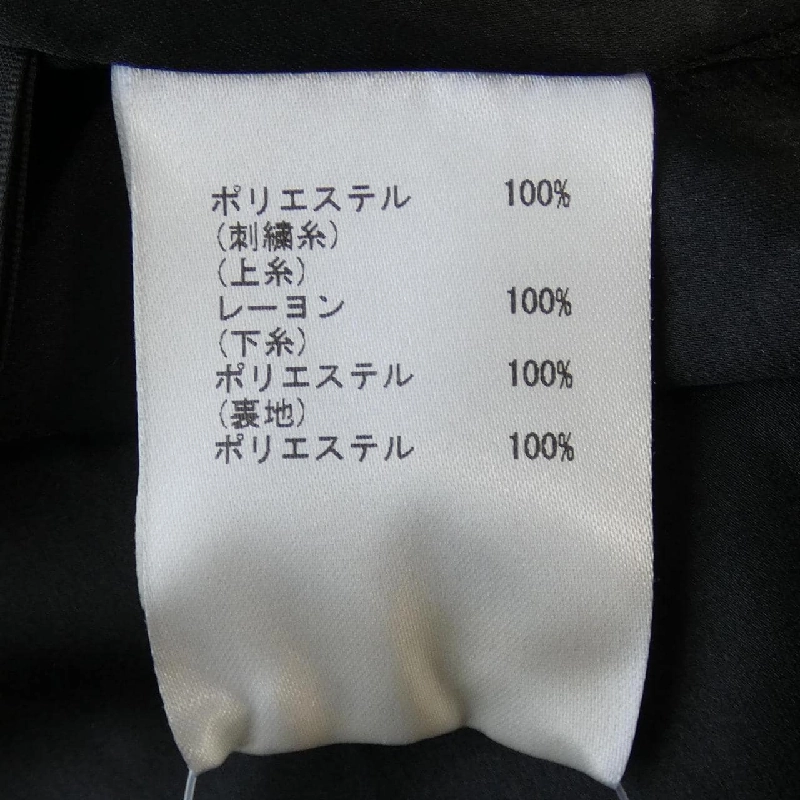 ポリエステル 100%
(刺繍糸)
(上糸)
レーヨン 100%
(下糸)
ポリエステル 100%
(裏地)
ポリエステル 100%